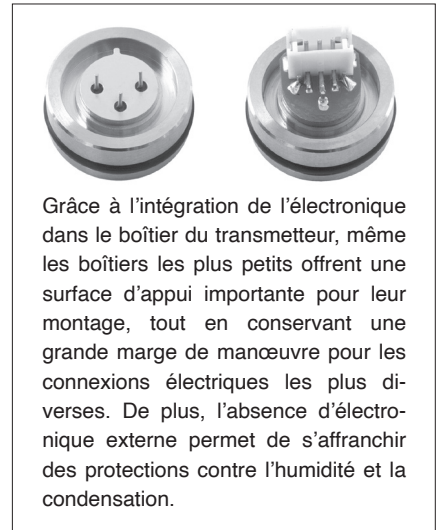 Grâce à l’intégration de l’électronique
dans le boîtier du transmetteur, même
les boîtiers les plus petits offrent une
surface d’appui importante pour leur
montage, tout en conservant une
grande marge de manœuvre pour les
connexions électriques les plus di-
verses. De plus, l’absence d’électro-
nique externe permet de s’affranchir
des protections contre l’humidité et la
condensation.